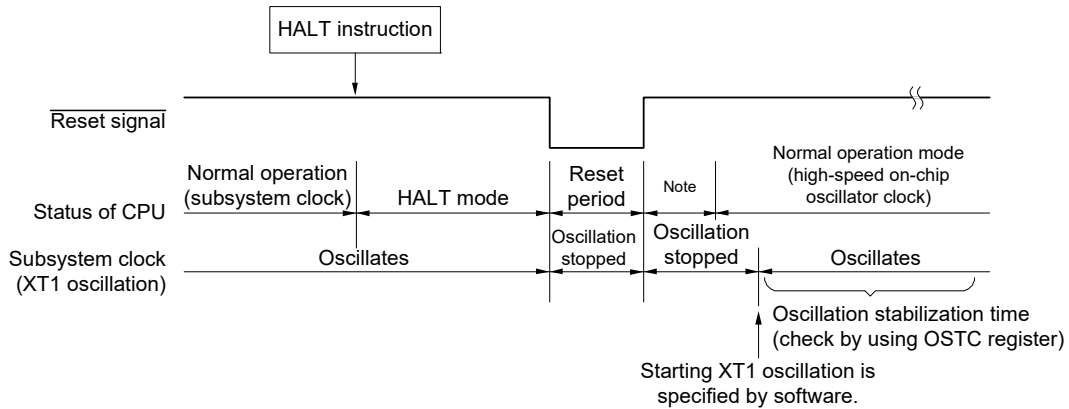 HALT instruction
Reset signal
Normal operation
(subsystem clock)
HALT mode
Reset
period
Note
Normal operation mode
(high-speed on-chip
oscillator clock)
Status of CPU
Subsystem clock
(XT1 oscillation)
Oscillates
Oscillation
stopped
Oscillation
stopped
Oscillates
Oscillation stabilization time
(check by using OSTC register)
Starting XT1 oscillation is
specified by software.